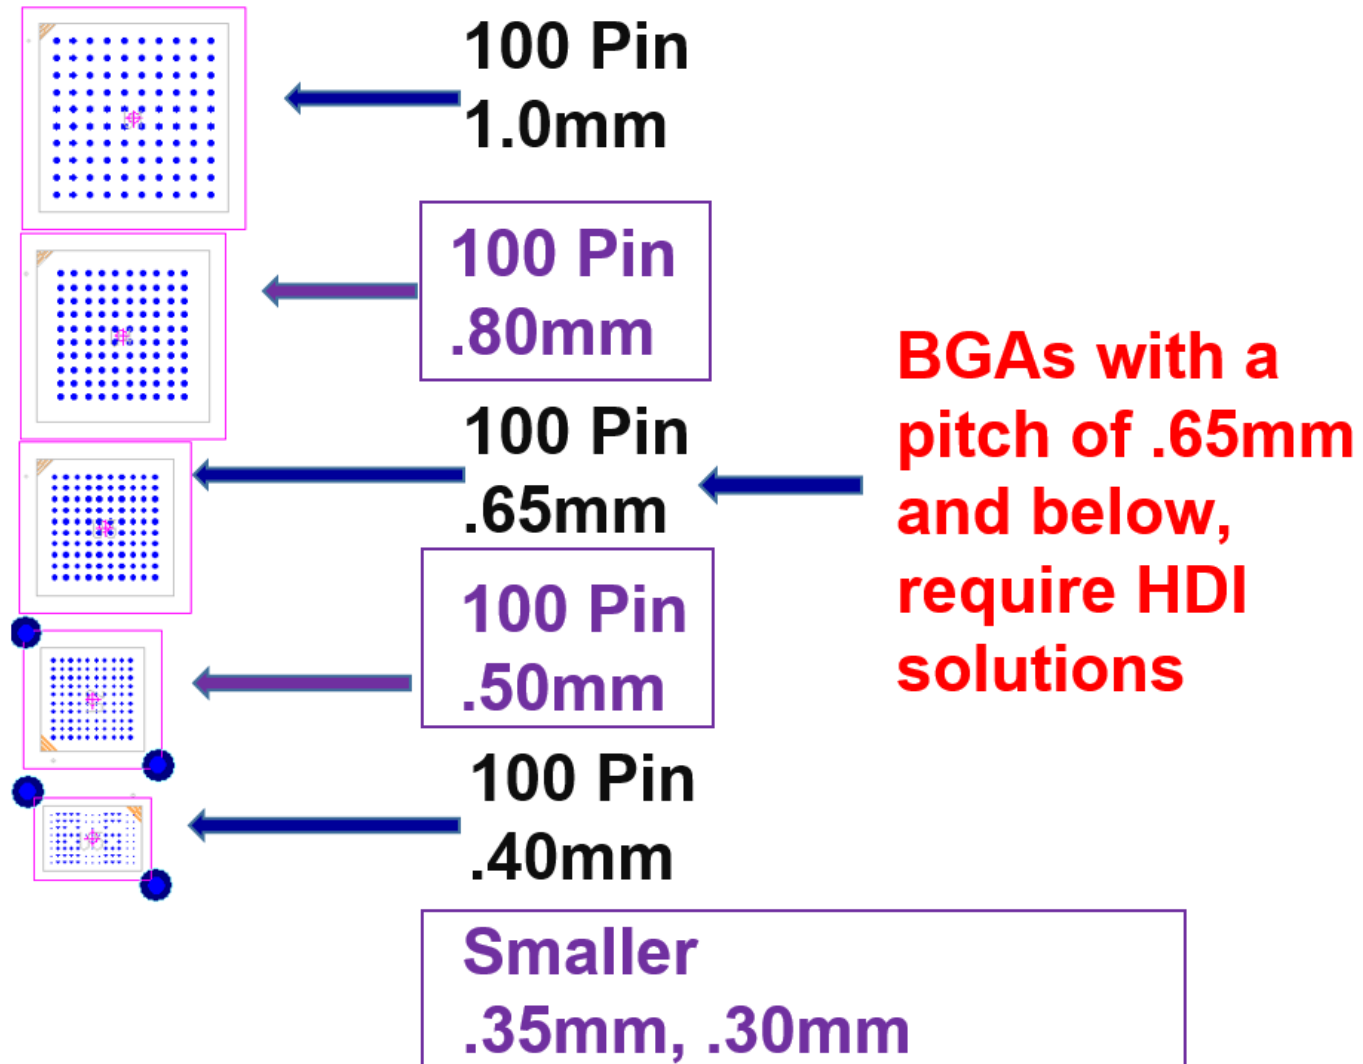 100 Pin
1.0mm
100 Pin
.80mm
100 Pin
.65mm
BGAs with a
pitch of .65mm
and below,
require HDI
solutions
100 Pin
.50mm
100 Pin
.40mm
Smaller
.35mm, .30mm